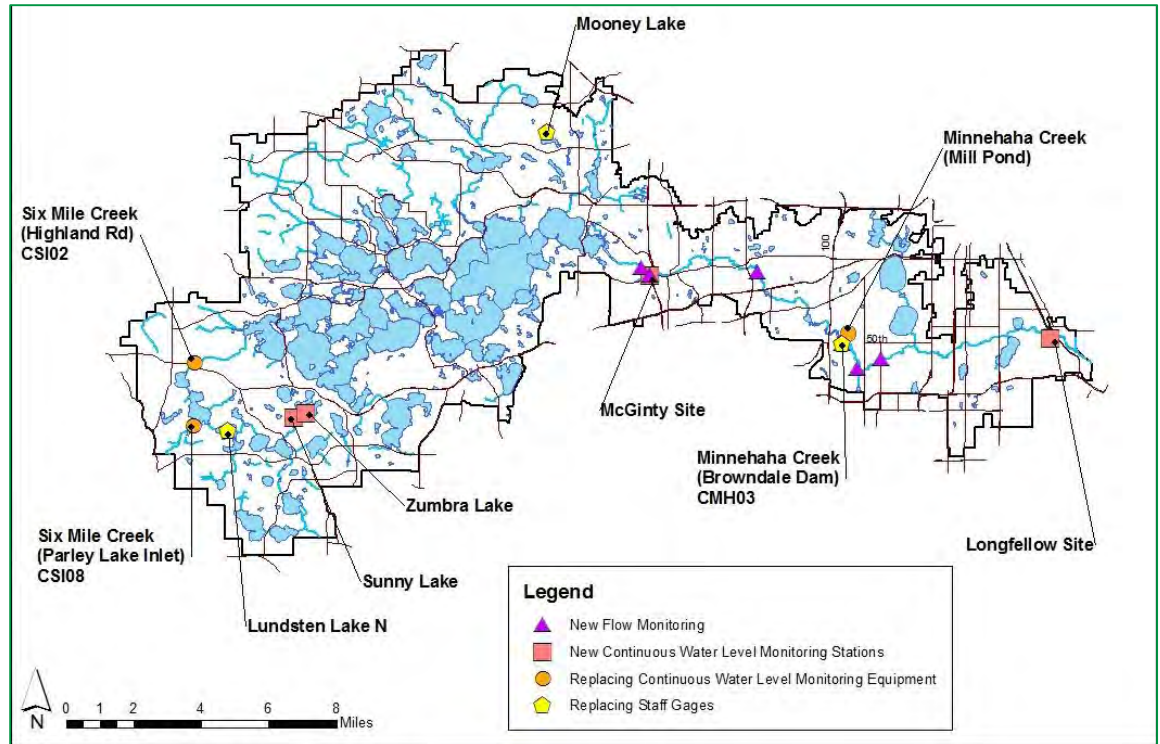 Mooney Lake
Minnehaha Creek
(Mill Pond)
Six Mile Creek
(Highland Rd)
CSI02
100
50th
McGinty Site
Minnehaha Creek
(Browndale Dam)
CMH03
Zumbra Lake
Six Mile Creek
(Parley Lake Inlet)
CSI08
Longfellow Site
Sunny Lake
Lundsten Lake N
Legend
New Flow Monitoring
New Continuous Water Level Monitoring Stations
Replacing Continuous Water Level Monitoring Equipment
Replacing Staff Gages
N
0 1 2 4 6 8
Miles